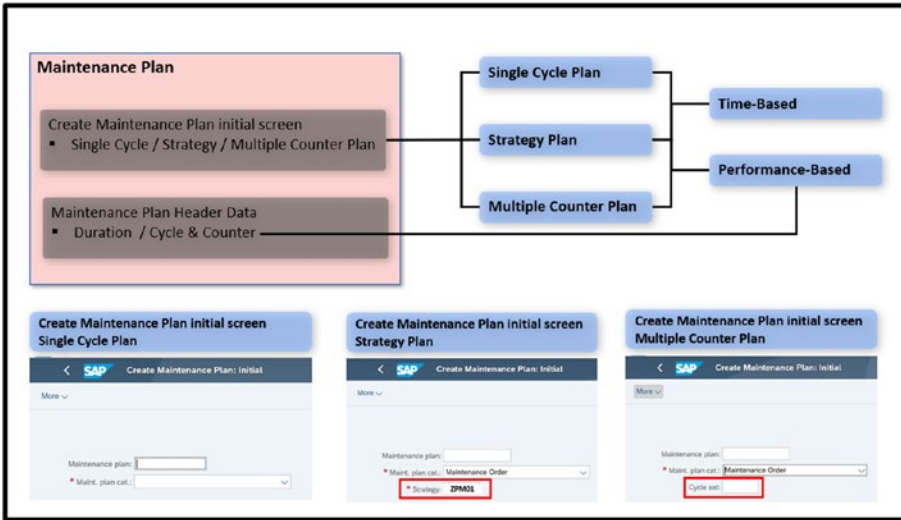 Maintenance Plan
Create Maintenance Plan initial screen
▪ Single Cycle / Strategy / Multiple Counter Plan
Maintenance Plan Header Data
▪ Duration / Cycle & Counter
Single Cycle Plan
Strategy Plan
Multiple Counter Plan
Time-Based
Performance-Based
Create Maintenance Plan initial screen
Single Cycle Plan
< SAP Create Maintenance Plan: Initial
More
Maintenance plan:
* Maint. plan cat.:
Create Maintenance Plan initial screen
Strategy Plan
< SAP Create Maintenance Plan: Initial
More
Maintenance plan:
* Maint. plan cat.: Maintenance Order
* Strategy: ZPM01
Create Maintenance Plan initial screen
Multiple Counter Plan
< SAP Create Maintenance Plan: Initial
More
Maintenance plan:
* Maint. plan cat.: Maintenance Order
Cycle set: